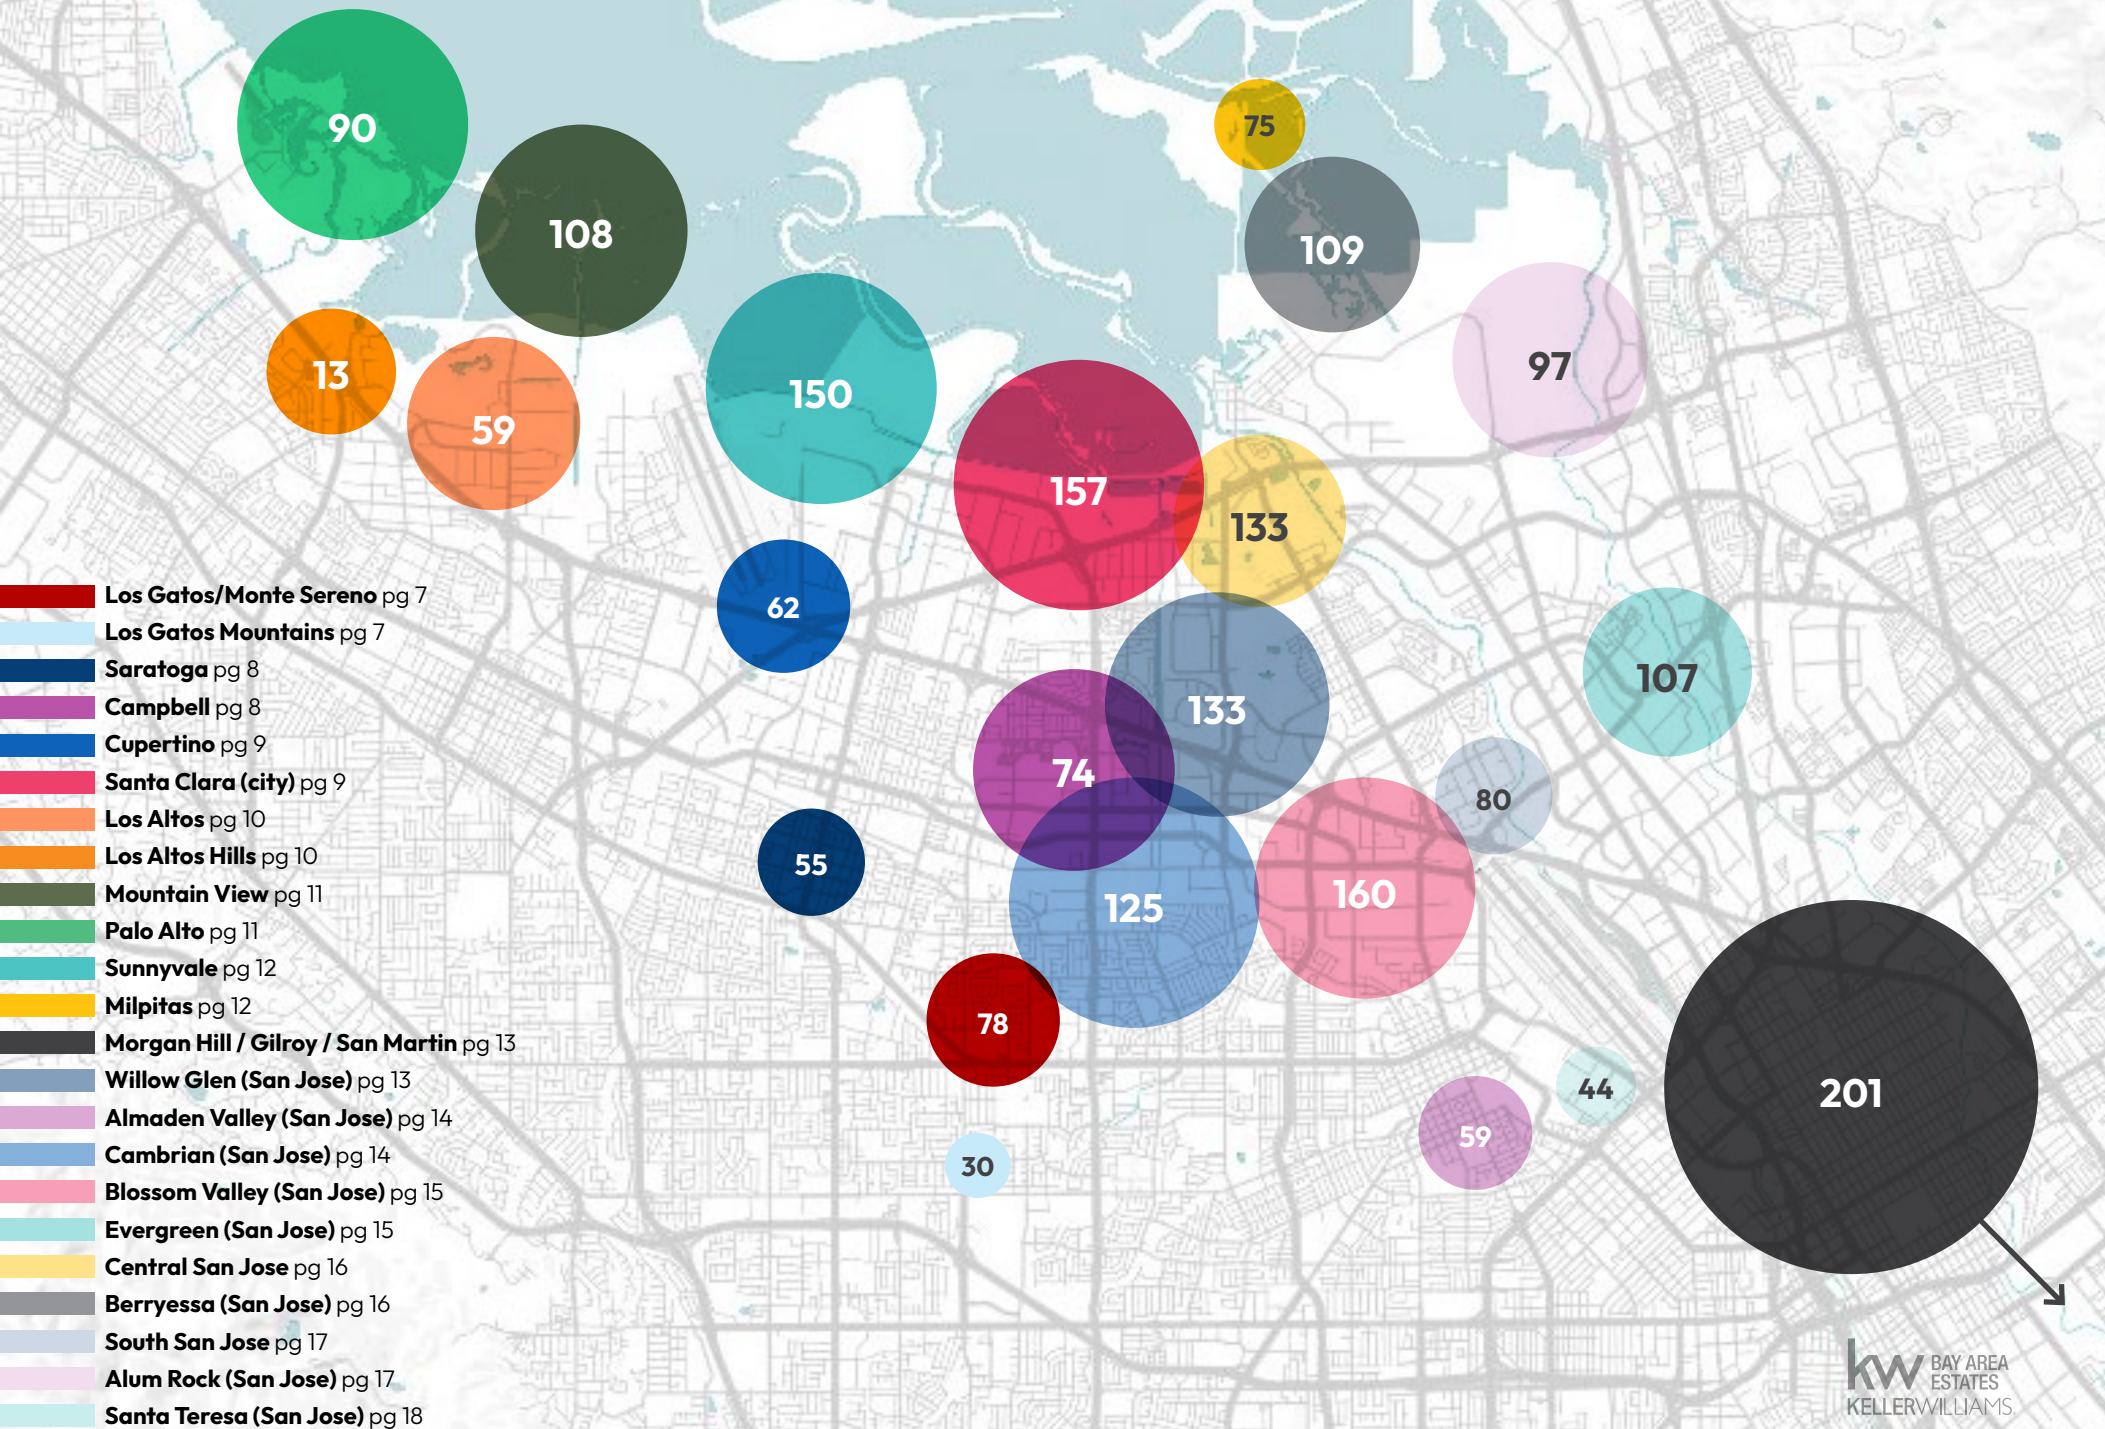 90
75
108
109
97
13
150
59
157
133
62
107
133
74
80
55
160
125
78
44
201
59
30
Los Gatos/Monte Sereno pg 7
Los Gatos Mountains pg 7
Saratoga pg 8
Campbell pg 8
Cupertino pg 9
Santa Clara (city) pg 9
Los Altos pg 10
Los Altos Hills pg 10
Mountain View pg 11
Palo Alto pg 11
Sunnyvale pg 12
Milpitas pg 12
Morgan Hill / Gilroy / San Martin pg 13
Willow Glen (San Jose) pg 13
Almaden Valley (San Jose) pg 14
Cambrian (San Jose) pg 14
Blossom Valley (San Jose) pg 15
Evergreen (San Jose) pg 15
Central San Jose pg 16
Berryessa (San Jose) pg 16
South San Jose pg 17
Alum Rock (San Jose) pg 17
Santa Teresa (San Jose) pg 18
kw BAY AREA
ESTATES
KELLERWILLIAMS